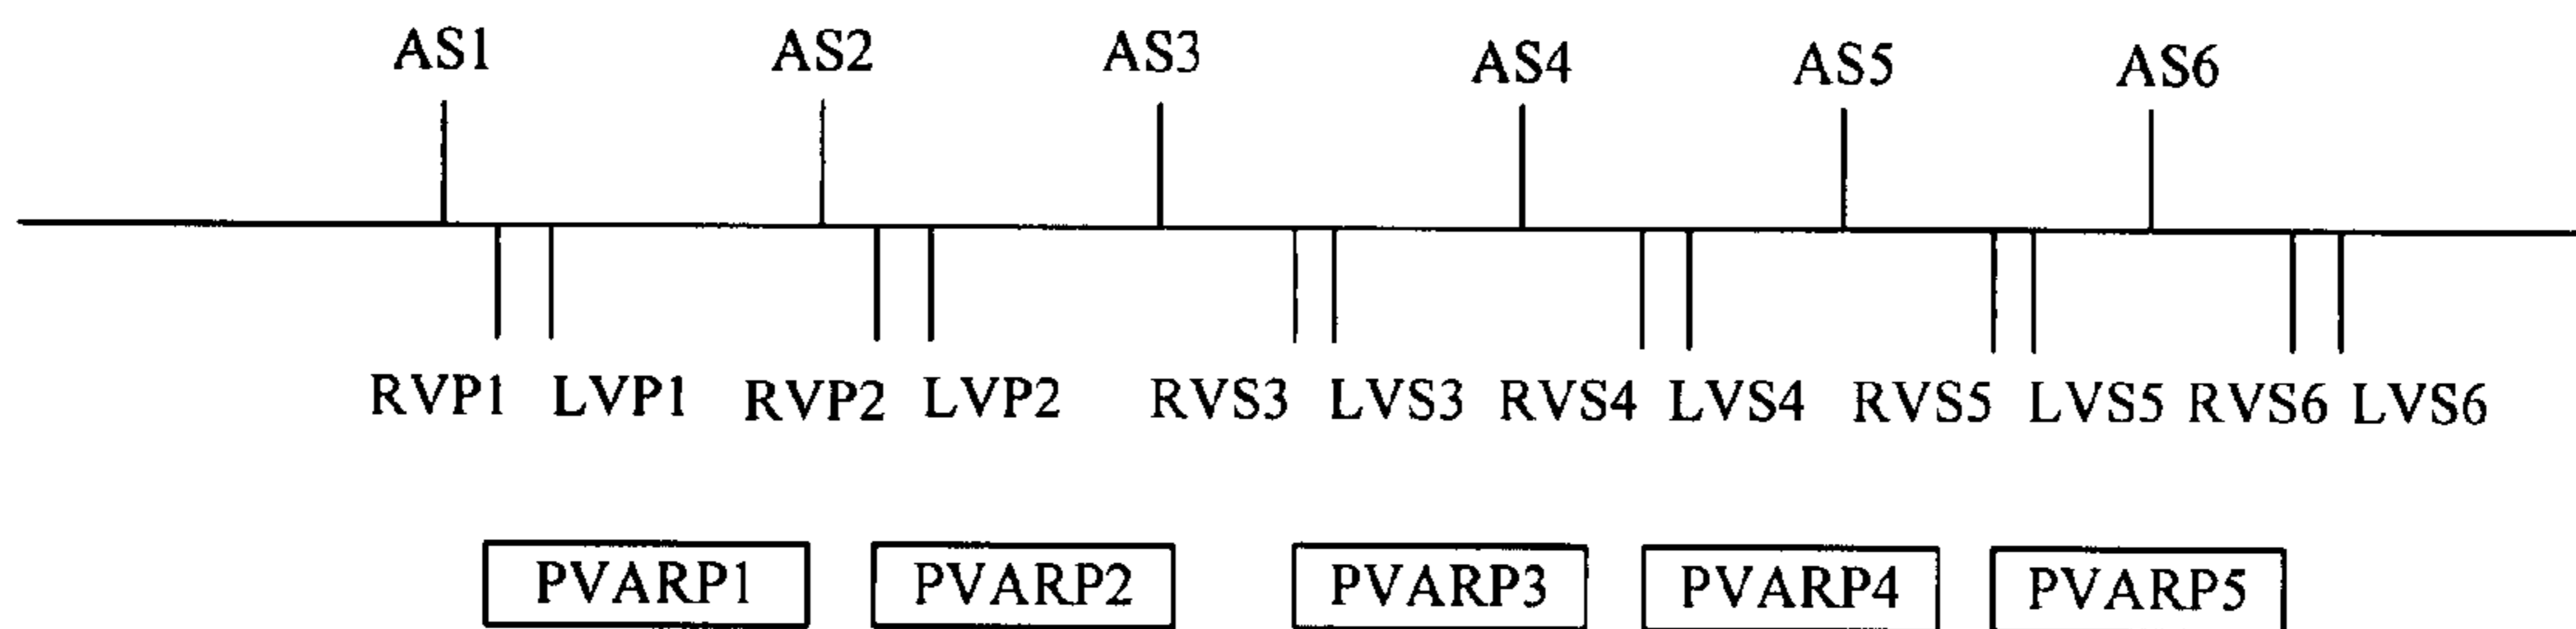 AS1 AS2 AS3 AS4 AS5 AS6
RVP1 LVP1 RVP2 LVP2 RVS3 LVS3 RVS4 LVS4 RVS5 LVS5 RVS6 LVS6
PVARP1 PVARP2 PVARP3 PVARP4 PVARP5